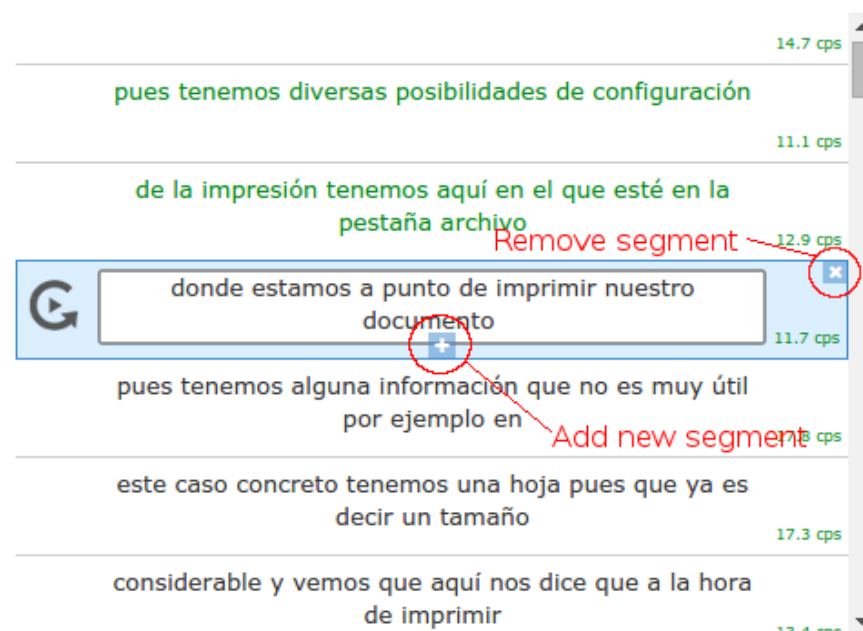 14.7 cps
pues tenemos diversas posibilidades de configuración
11.1 cps
de la impresión tenemos aquí en el que esté en la
pestaña archivo
Remove segment
12.9 cps
donde estamos a punto de imprimir nuestro
documento
11.7 cps
pues tenemos alguna información que no es muy útil
por ejemplo en
Add new segment
17.8 cps
este caso concreto tenemos una hoja pues que ya es
decir un tamaño
17.3 cps
considerable y vemos que aquí nos dice que a la hora
de imprimir